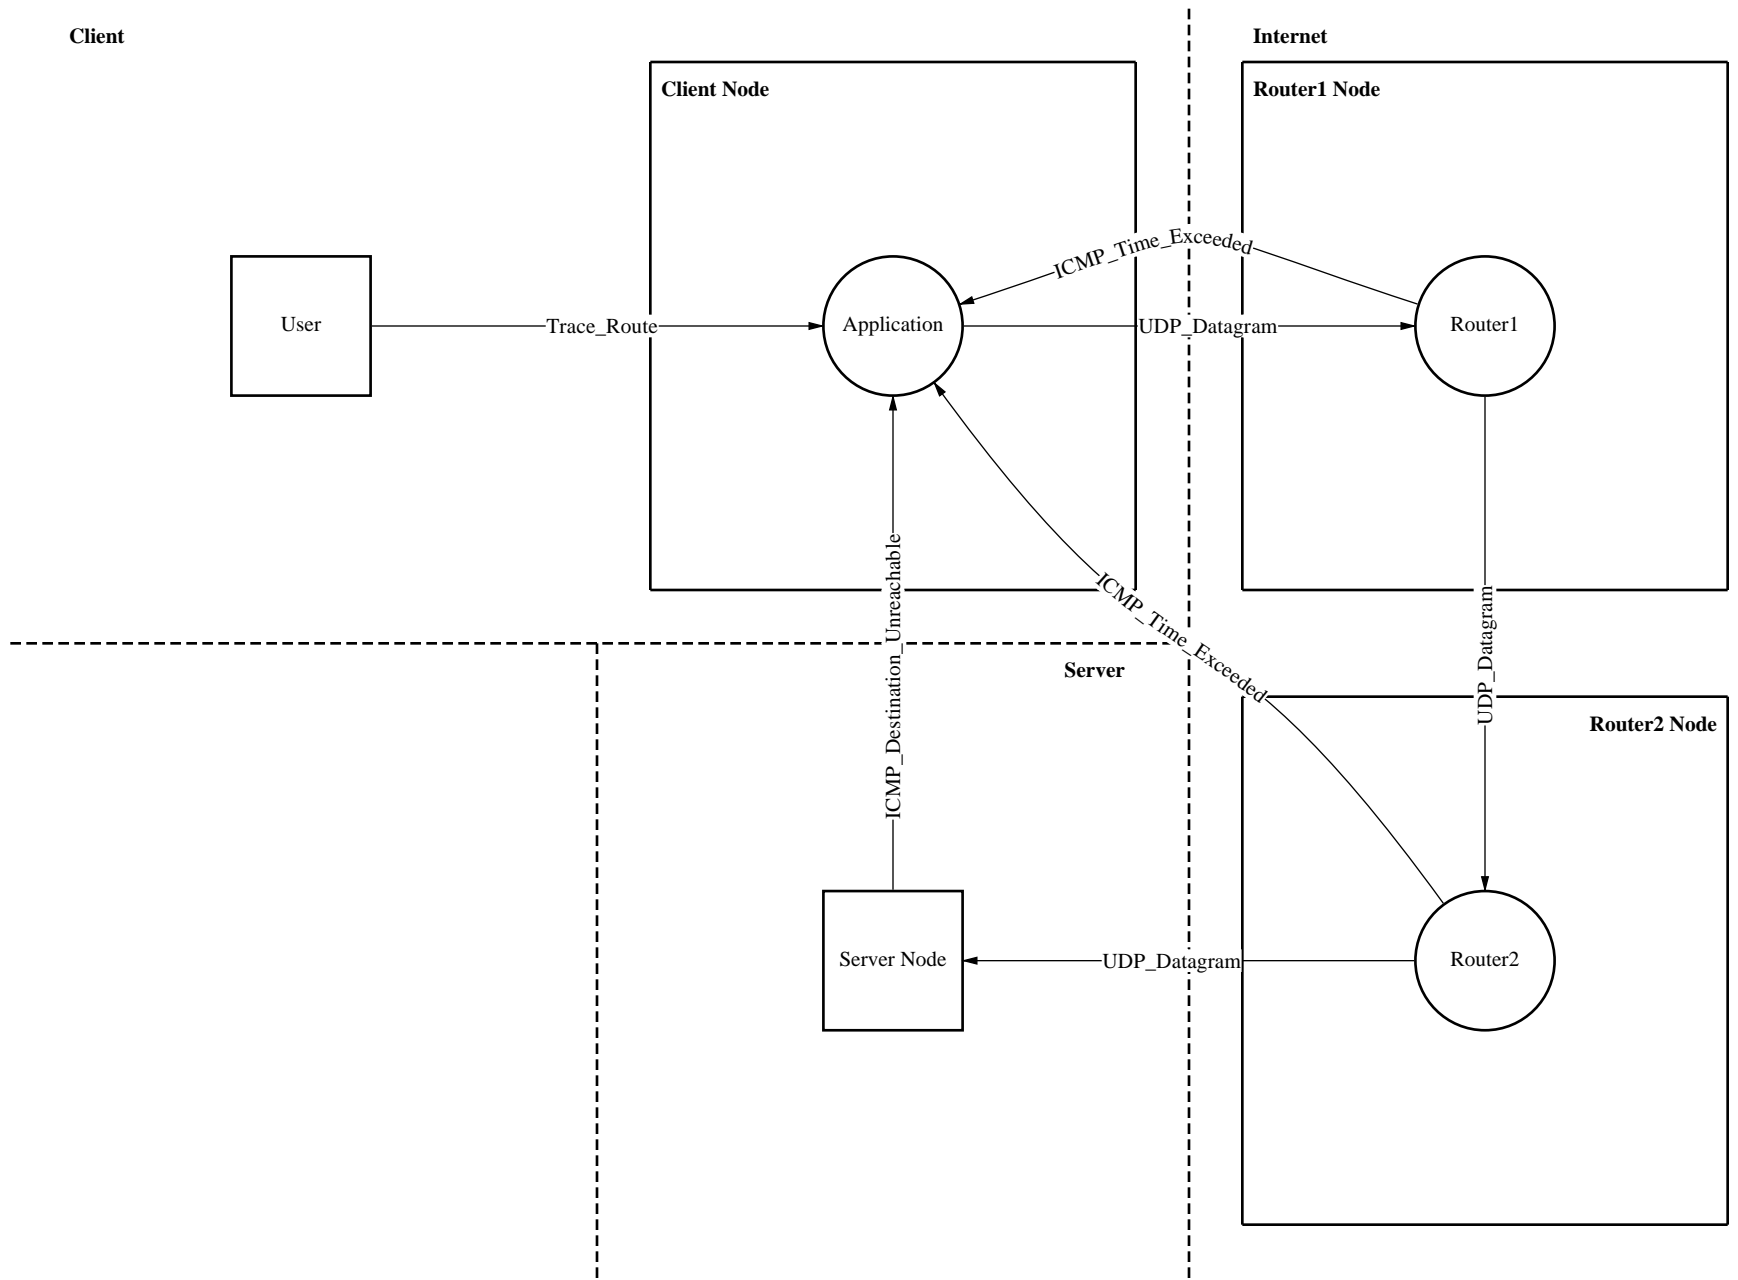 Client
Internet
Client Node
Router1 Node
ICMP_Time_Exceeded
User
Trace_Route
Application
UDP_Datagram
Router1
ICMP_Destination_Unreachable
ICMP_Time_Exceeded
UDP_Datagram
Server
Router2 Node
Server Node
UDP_Datagram
Router2